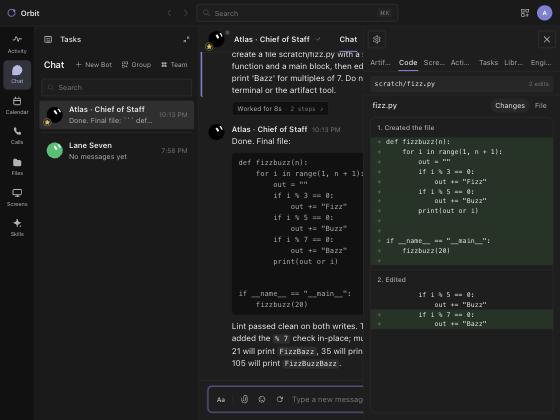 Orbit
Search
⌘K
A
Activity
Chat
Calendar
Calls
Files
Screens
Skills
Tasks
Chat
+ New Bot
Group
Team
Search
Atlas · Chief of Staff
10:13 PM
Done. Final file: ``` def...
Lane Seven
7:58 PM
No messages yet
Atlas · Chief of Staff
Chat
create a file scratch/fizz.py with a
function and a main block, then ed
print 'Bazz' for multiples of 7. Do n
terminal or the artifact tool.
Worked for 8s
2 steps ›
Atlas · Chief of Staff 10:13 PM
Done. Final file:
def fizzbuzz(n):
for i in range(1, n + 1):
out = ""
if i % 3 == 0:
out += "Fizz"
if i % 5 == 0:
out += "Buzz"
if i % 7 == 0:
out += "Bazz"
print(out or i)
if __name__ == "__main__":
fizzbuzz(20)
Lint passed clean on both writes. T
added the % 7 check in-place; mu
21 will print FizzBazz, 35 will prin
105 will print FizzBuzzBazz.
Aa
Type a new messag
Artif...
Code
Scre...
Acti...
Tasks
Libr...
Engi...
scratch/fizz.py
2 edits
fizz.py
Changes
File
1. Created the file
+ def fizzbuzz(n):
+ for i in range(1, n + 1):
+ out = ""
+ if i % 3 == 0:
+ out += "Fizz"
+ if i % 5 == 0:
+ out += "Buzz"
+ print(out or i)
+
+
+ if __name__ == "__main__":
+ fizzbuzz(20)
+
2. Edited
if i % 5 == 0:
out += "Buzz"
+ if i % 7 == 0:
+ out += "Bazz"